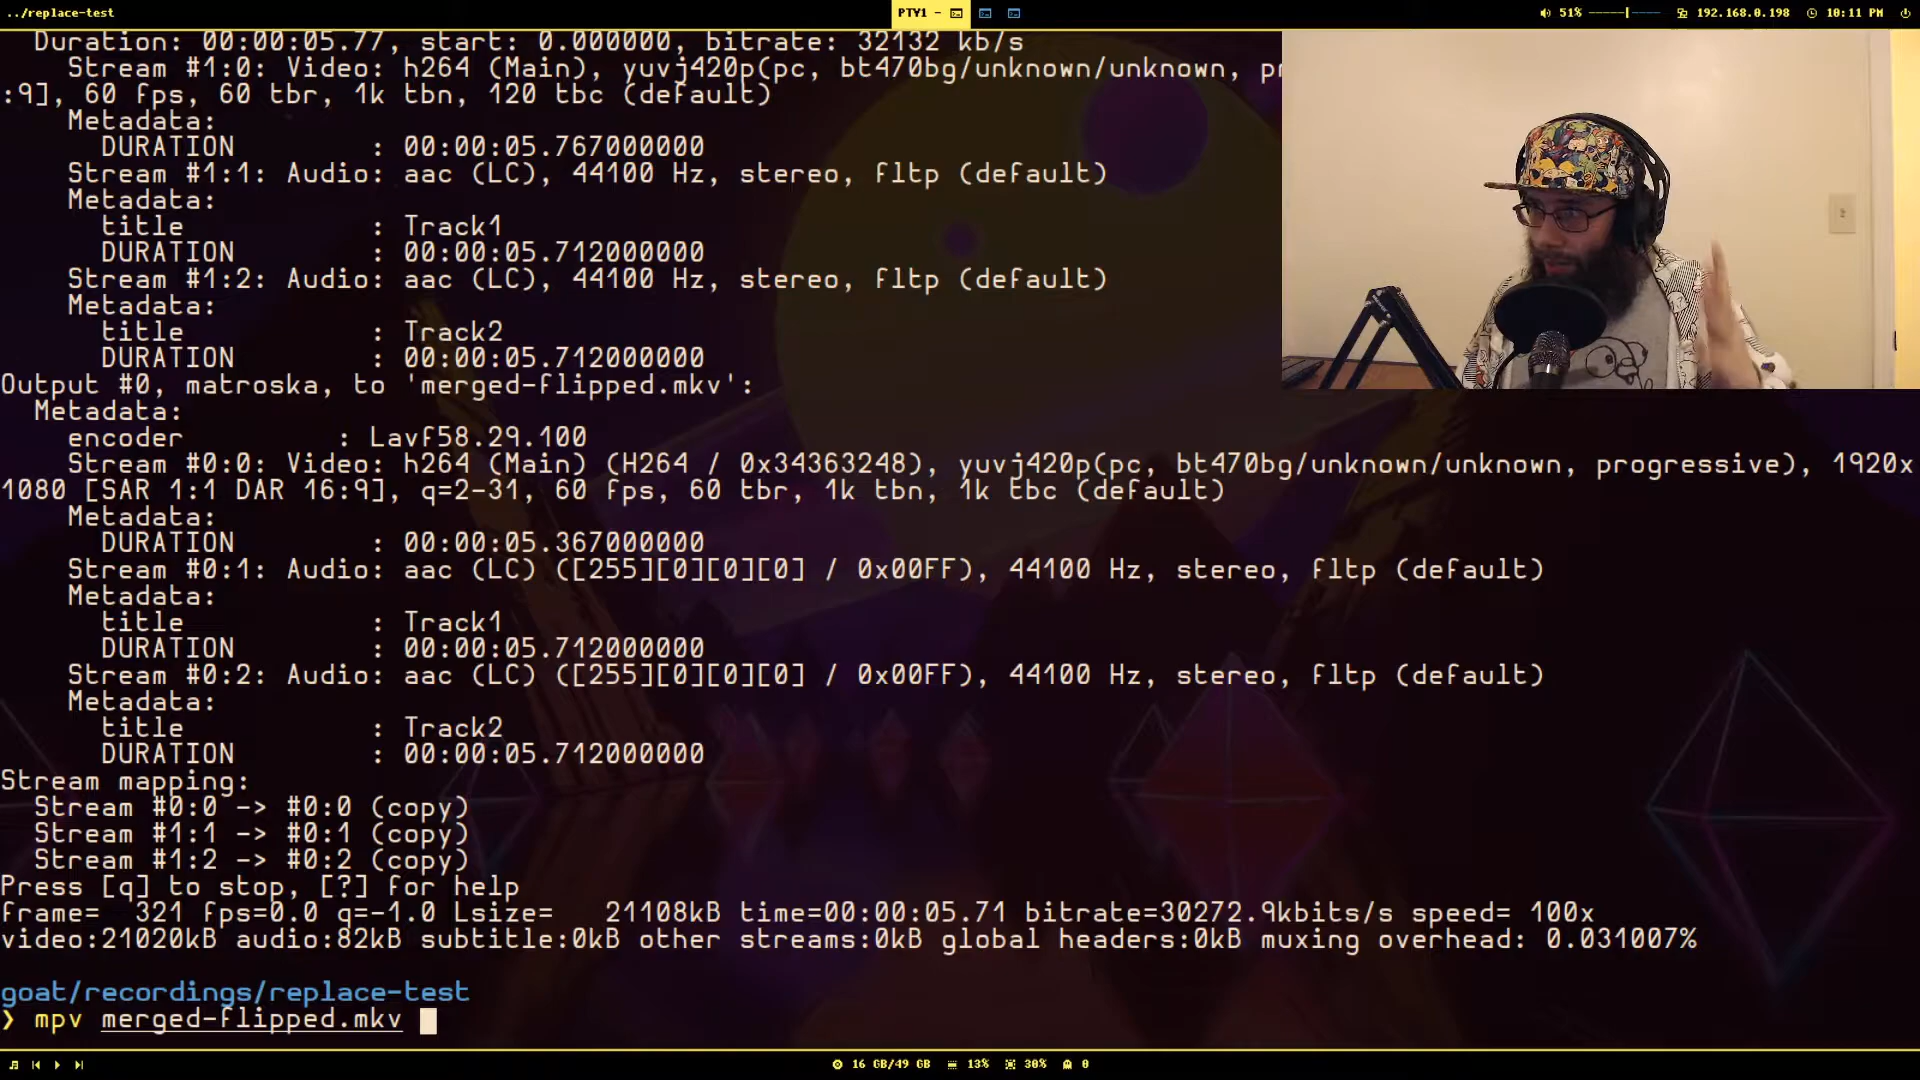 ../replace-test
PTY1 -
51%
192.168.0.198
10:11 PM
Duration: 00:00:05.77, start: 0.000000, bitrate: 32132 kb/s
Stream #1:0: Video: h264 (Main), yuvj420p(pc, bt470bg/unknown/unknown, pr
:9], 60 fps, 60 tbr, 1k tbn, 120 tbc (default)
Metadata:
DURATION : 00:00:05.767000000
Stream #1:1: Audio: aac (LC), 44100 Hz, stereo, fltp (default)
Metadata:
title : Track1
DURATION : 00:00:05.712000000
Stream #1:2: Audio: aac (LC), 44100 Hz, stereo, fltp (default)
Metadata:
title : Track2
DURATION : 00:00:05.712000000
Output #0, matroska, to 'merged-flipped.mkv':
Metadata:
encoder : Lavf58.29.100
Stream #0:0: Video: h264 (Main) (H264 / 0x34363248), yuvj420p(pc, bt470bg/unknown/unknown, progressive), 1920x
1080 [SAR 1:1 DAR 16:9], q=2-31, 60 fps, 60 tbr, 1k tbn, 1k tbc (default)
Metadata:
DURATION : 00:00:05.367000000
Stream #0:1: Audio: aac (LC) ([255][0][0][0] / 0x00FF), 44100 Hz, stereo, fltp (default)
Metadata:
title : Track1
DURATION : 00:00:05.712000000
Stream #0:2: Audio: aac (LC) ([255][0][0][0] / 0x00FF), 44100 Hz, stereo, fltp (default)
Metadata:
title : Track2
DURATION : 00:00:05.712000000
Stream mapping:
Stream #0:0 -> #0:0 (copy)
Stream #1:1 -> #0:1 (copy)
Stream #1:2 -> #0:2 (copy)
Press [q] to stop, [?] for help
frame= 321 fps=0.0 q=-1.0 Lsize= 21108kB time=00:00:05.71 bitrate=30272.9kbits/s speed= 100x
video:21020kB audio:82kB subtitle:0kB other streams:0kB global headers:0kB muxing overhead: 0.031007%
goat/recordings/replace-test
❯ mpv merged-flipped.mkv
16 GB/49 GB
13%
30%
0